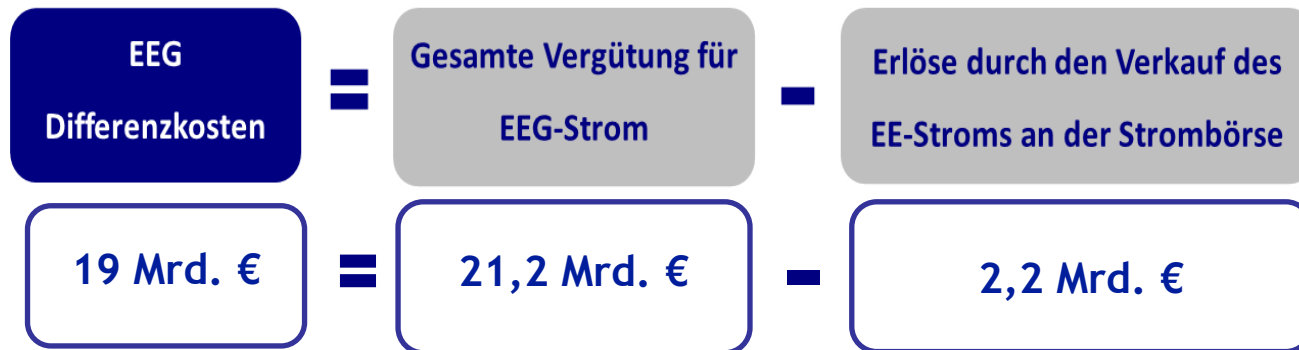 EEG
Differenzkosten
=
Gesamte Vergütung für
EEG-Strom
-
Erlöse durch den Verkauf des
EE-Stroms an der Strombörse
19 Mrd. €
=
21,2 Mrd. €
-
2,2 Mrd. €